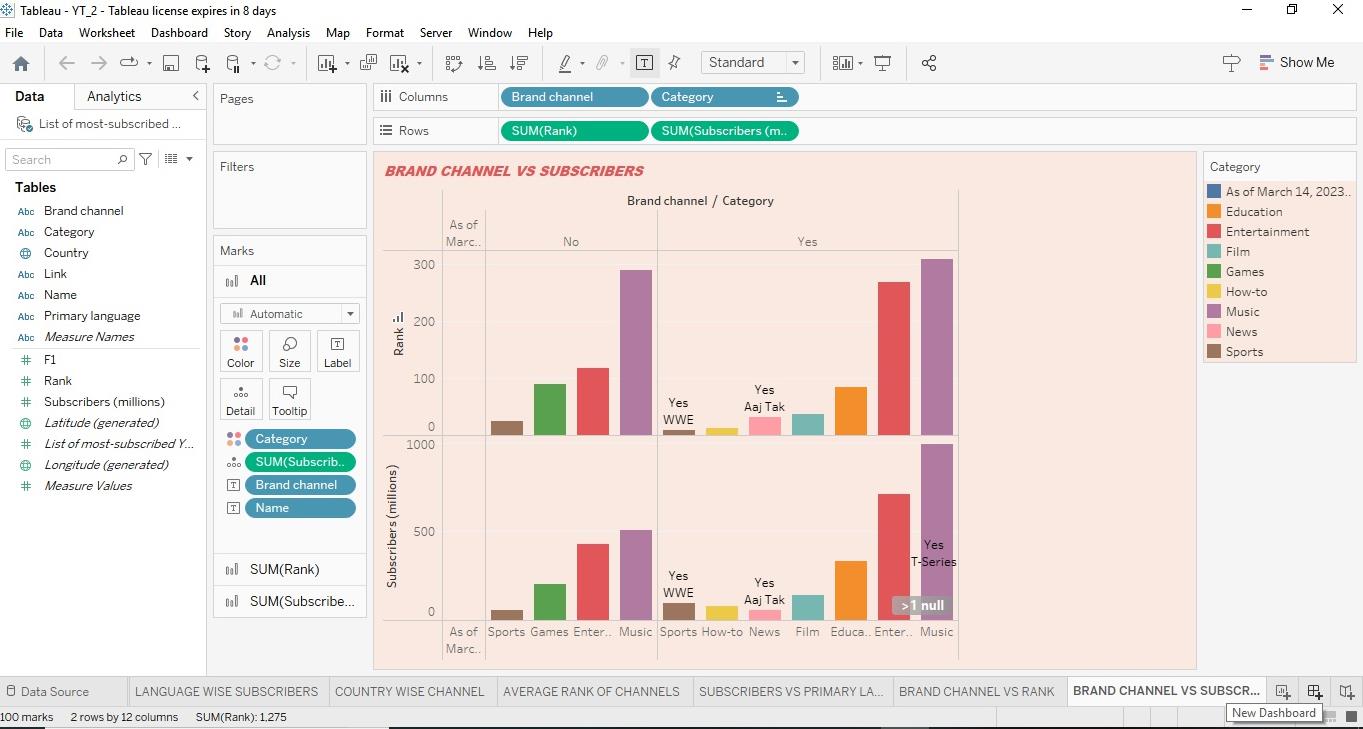 Tableau - YT_2 - Tableau license expires in 8 days
File Data Worksheet Dashboard Story Analysis Map Format Server Window Help
Standard
Show Me
Data Analytics
List of most-subscribed ...
Search
Tables
Abc Brand channel
Abc Category
Country
Abc Link
Abc Name
Abc Primary language
Abc Measure Names
# F1
# Rank
# Subscribers (millions)
Latitude (generated)
# List of most-subscribed Y...
Longitude (generated)
# Measure Values
Pages
Filters
Marks
All
Automatic
Color Size Label
Detail Tooltip
Category
SUM(Subscrib..
Brand channel
Name
SUM(Rank)
SUM(Subscribe...
Columns Brand channel Category
Rows SUM(Rank) SUM(Subscribers (m..
BRAND CHANNEL VS SUBSCRIBERS
Brand channel / Category
As of
Marc..
No
Yes
Rank
300
200
100
0
Yes
WWE
Yes
Aaj Tak
Subscribers (millions)
1000
500
0
Yes
WWE
Yes
Aaj Tak
Yes
T-Series
>1 null
As of
Marc..
Sports Games Enter.. Music Sports How-to News Film Educa.. Enter.. Music
Category
As of March 14, 2023..
Education
Entertainment
Film
Games
How-to
Music
News
Sports
Data Source LANGUAGE WISE SUBSCRIBERS COUNTRY WISE CHANNEL AVERAGE RANK OF CHANNELS SUBSCRIBERS VS PRIMARY LA... BRAND CHANNEL VS RANK BRAND CHANNEL VS SUBSCR...
New Dashboard
100 marks 2 rows by 12 columns SUM(Rank): 1,275